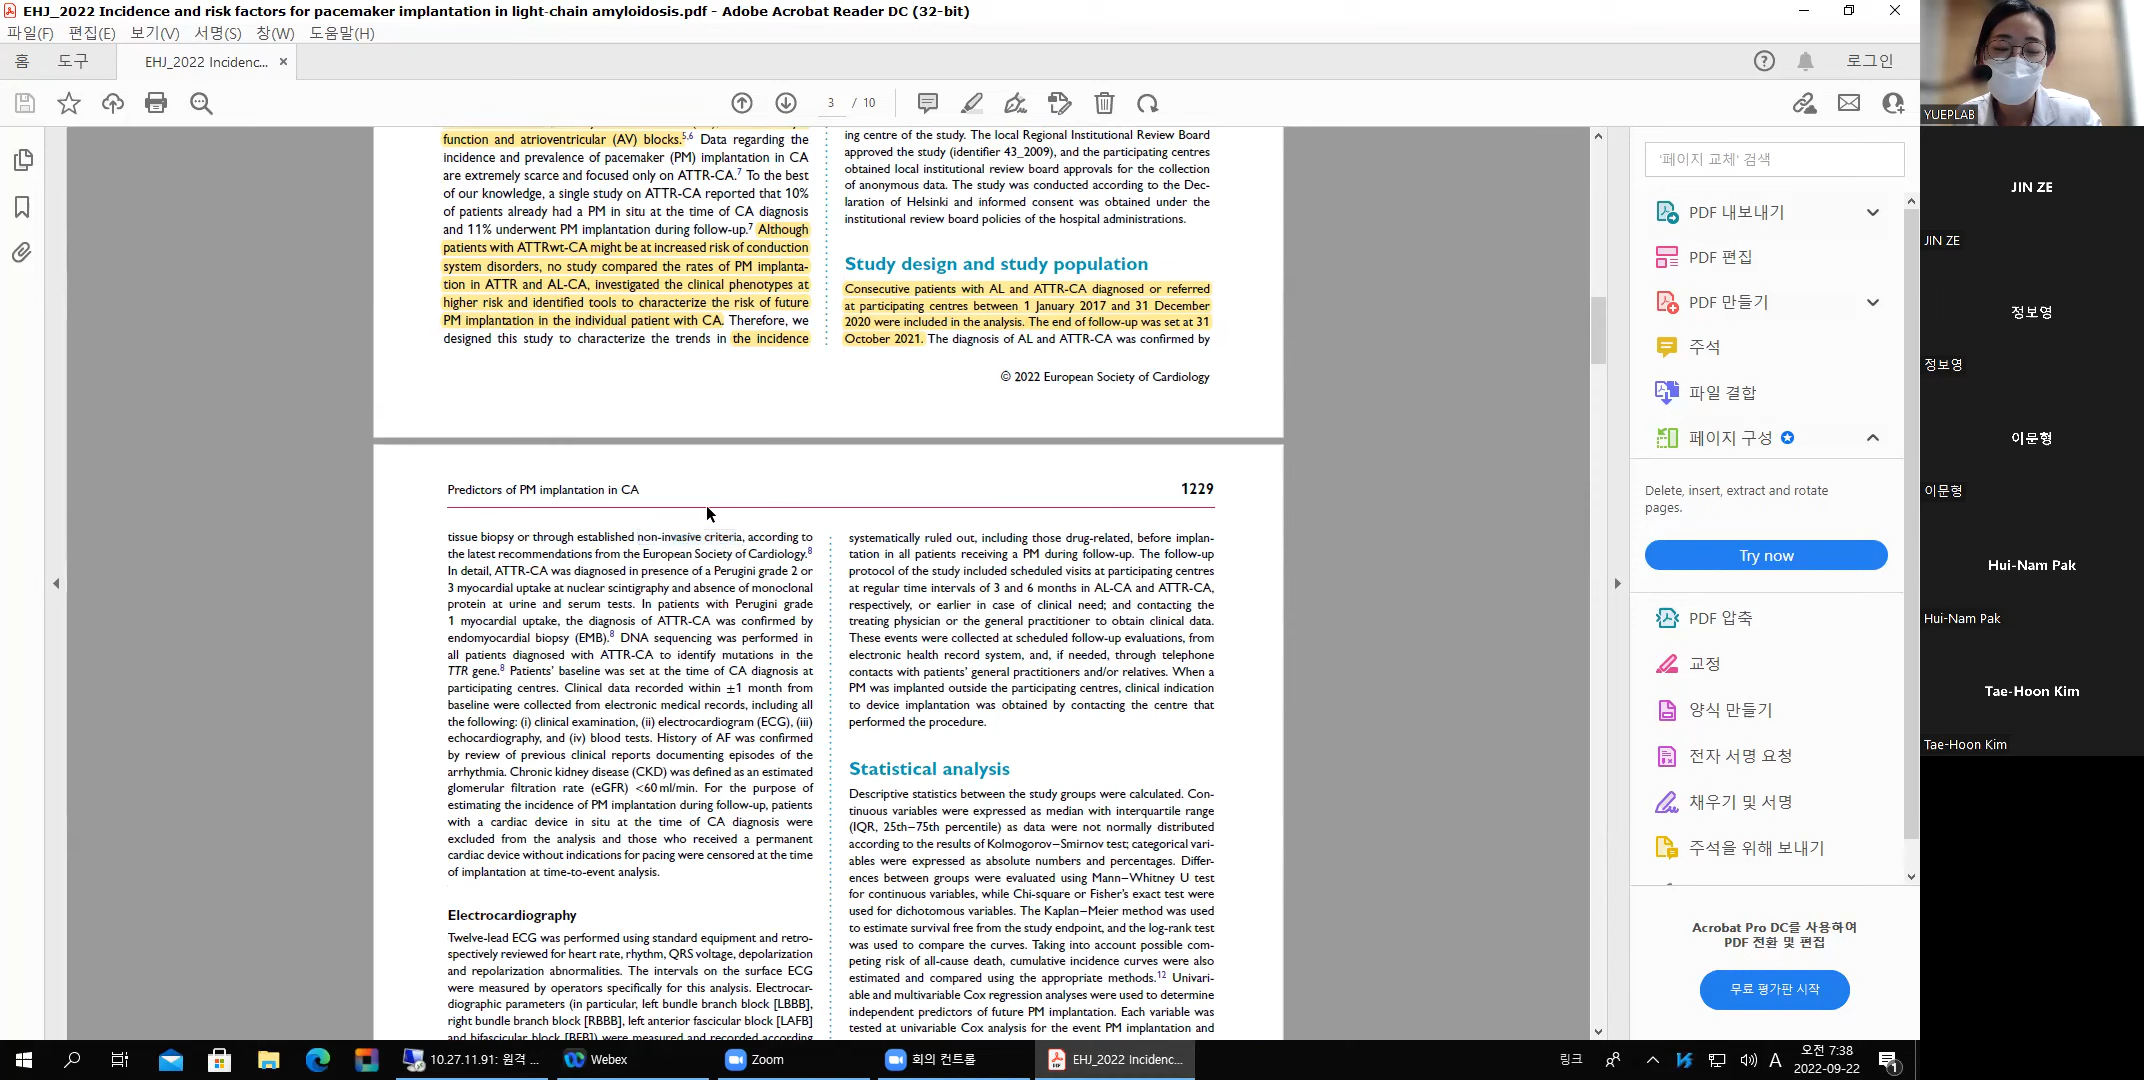 EHJ_2022 Incidence and risk factors for pacemaker implantation in light-chain amyloidosis.pdf - Adobe Acrobat Reader DC (32-bit)
파일(F) 편집(E) 보기(V) 서명(S) 창(W) 도움말(H)
홈 도구 EHJ_2022 Incidenc... × 로그인
3 / 10
function and atrioventricular (AV) blocks.5,6 Data regarding the
incidence and prevalence of pacemaker (PM) implantation in CA
are extremely scarce and focused only on ATTR-CA.7 To the best
of our knowledge, a single study on ATTR-CA reported that 10%
of patients already had a PM in situ at the time of CA diagnosis
and 11% underwent PM implantation during follow-up.7 Although
patients with ATTRwt-CA might be at increased risk of conduction
system disorders, no study compared the rates of PM implanta-
tion in ATTR and AL-CA, investigated the clinical phenotypes at
higher risk and identified tools to characterize the risk of future
PM implantation in the individual patient with CA. Therefore, we
designed this study to characterize the trends in the incidence
ing centre of the study. The local Regional Institutional Review Board
approved the study (identifier 43_2009), and the participating centres
obtained local institutional review board approvals for the collection
of anonymous data. The study was conducted according to the Dec-
laration of Helsinki and informed consent was obtained under the
institutional review board policies of the hospital administrations.
Study design and study population
Consecutive patients with AL and ATTR-CA diagnosed or referred
at participating centres between 1 January 2017 and 31 December
2020 were included in the analysis. The end of follow-up was set at 31
October 2021. The diagnosis of AL and ATTR-CA was confirmed by
© 2022 European Society of Cardiology
Predictors of PM implantation in CA 1229
tissue biopsy or through established non-invasive criteria, according to
the latest recommendations from the European Society of Cardiology.8
In detail, ATTR-CA was diagnosed in presence of a Perugini grade 2 or
3 myocardial uptake at nuclear scintigraphy and absence of monoclonal
protein at urine and serum tests. In patients with Perugini grade
1 myocardial uptake, the diagnosis of ATTR-CA was confirmed by
endomyocardial biopsy (EMB).8 DNA sequencing was performed in
all patients diagnosed with ATTR-CA to identify mutations in the
TTR gene.8 Patients' baseline was set at the time of CA diagnosis at
participating centres. Clinical data recorded within ±1 month from
baseline were collected from electronic medical records, including all
the following: (i) clinical examination, (ii) electrocardiogram (ECG), (iii)
echocardiography, and (iv) blood tests. History of AF was confirmed
by review of previous clinical reports documenting episodes of the
arrhythmia. Chronic kidney disease (CKD) was defined as an estimated
glomerular filtration rate (eGFR) <60 ml/min. For the purpose of
estimating the incidence of PM implantation during follow-up, patients
with a cardiac device in situ at the time of CA diagnosis were
excluded from the analysis and those who received a permanent
cardiac device without indications for pacing were censored at the time
of implantation at time-to-event analysis.
Electrocardiography
Twelve-lead ECG was performed using standard equipment and retro-
spectively reviewed for heart rate, rhythm, QRS voltage, depolarization
and repolarization abnormalities. The intervals on the surface ECG
were measured by operators specifically for this analysis. Electrocar-
diographic parameters (in particular, left bundle branch block [LBBB],
right bundle branch block [RBBB], left anterior fascicular block [LAFB]
and bifascicular block [BFB]) were measured and recorded according
systematically ruled out, including those drug-related, before implan-
tation in all patients receiving a PM during follow-up. The follow-up
protocol of the study included scheduled visits at participating centres
at regular time intervals of 3 and 6 months in AL-CA and ATTR-CA,
respectively, or earlier in case of clinical need; and contacting the
treating physician or the general practitioner to obtain clinical data.
These events were collected at scheduled follow-up evaluations, from
electronic health record system, and, if needed, through telephone
contacts with patients' general practitioners and/or relatives. When a
PM was implanted outside the participating centres, clinical indication
to device implantation was obtained by contacting the centre that
performed the procedure.
Statistical analysis
Descriptive statistics between the study groups were calculated. Con-
tinuous variables were expressed as median with interquartile range
(IQR, 25th–75th percentile) as data were not normally distributed
according to the results of Kolmogorov–Smirnov test; categorical vari-
ables were expressed as absolute numbers and percentages. Differ-
ences between groups were evaluated using Mann–Whitney U test
for continuous variables, while Chi-square or Fisher's exact test were
used for dichotomous variables. The Kaplan–Meier method was used
to estimate survival free from the study endpoint, and the log-rank test
was used to compare the curves. Taking into account possible com-
peting risk of all-cause death, cumulative incidence curves were also
estimated and compared using the appropriate methods.12 Univari-
able and multivariable Cox regression analyses were used to determine
independent predictors of future PM implantation. Each variable was
tested at univariable Cox analysis for the event PM implantation and
'페이지 교체' 검색
PDF 내보내기
PDF 편집
PDF 만들기
주석
파일 결합
페이지 구성
Delete, insert, extract and rotate
pages.
Try now
PDF 압축
교정
양식 만들기
전자 서명 요청
채우기 및 서명
주석을 위해 보내기
Acrobat Pro DC를 사용하여
PDF 전환 및 편집
무료 평가판 시작
YUEPLAB
JIN ZE
JIN ZE
정보영
정보영
이문형
이문형
Hui-Nam Pak
Hui-Nam Pak
Tae-Hoon Kim
Tae-Hoon Kim
10.27.11.91: 원격 ... Webex Zoom 회의 컨트롤 EHJ_2022 Incidenc... 링크 A 오전 7:38
2022-09-22 1